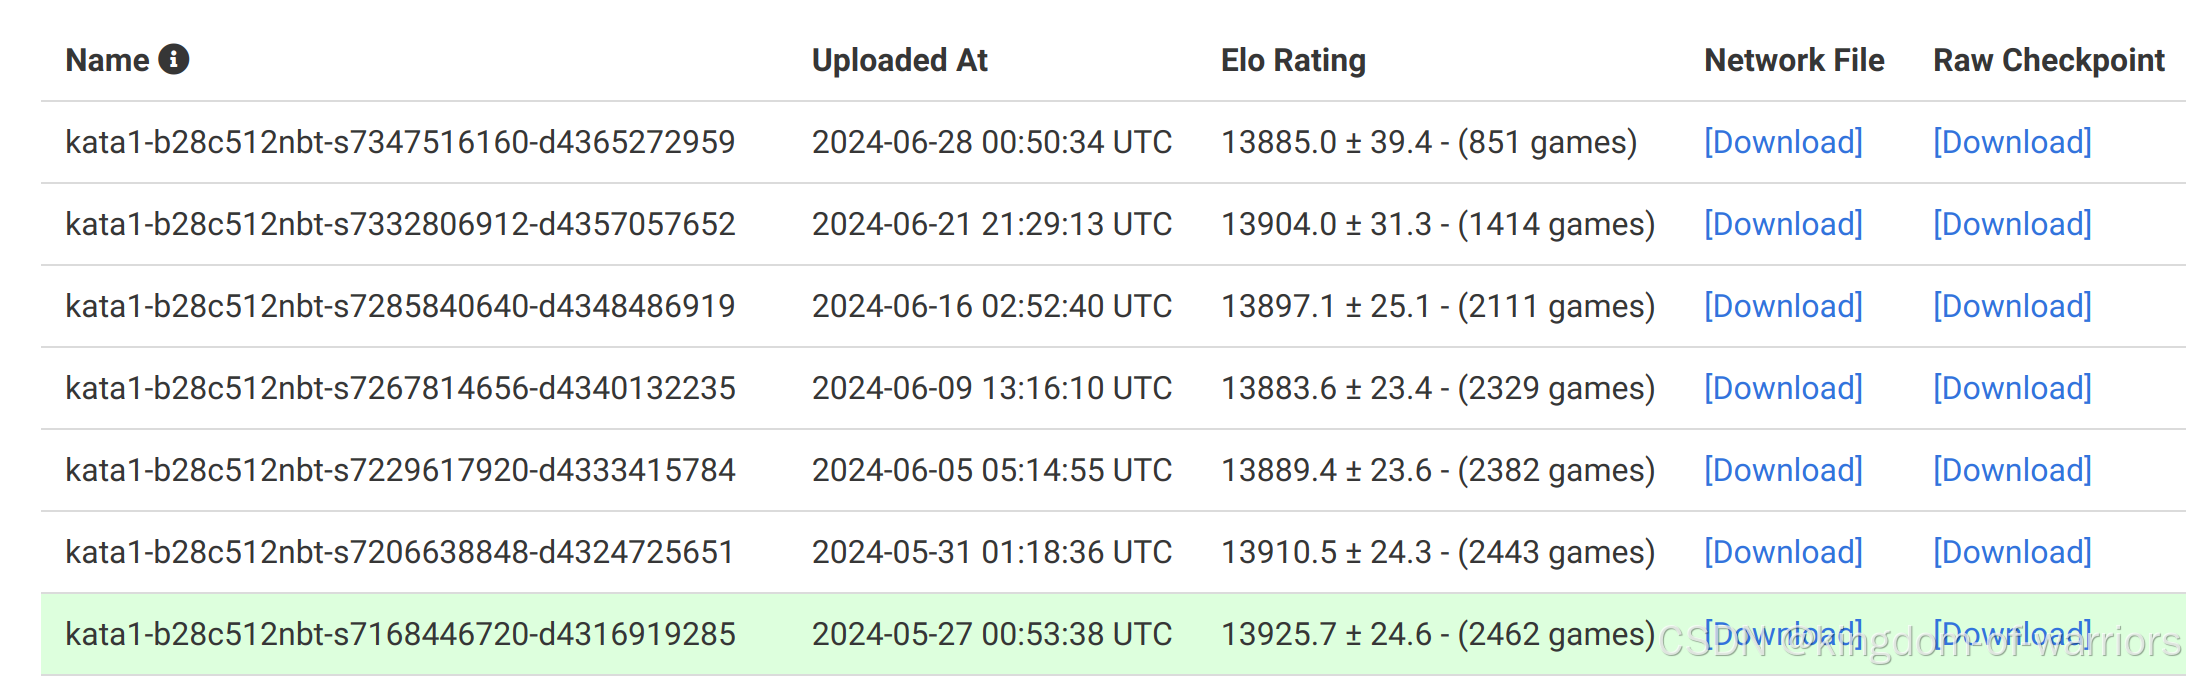 Name Uploaded At Elo Rating Network File Raw Checkpoint
kata1-b28c512nbt-s7347516160-d4365272959 2024-06-28 00:50:34 UTC 13885.0 ± 39.4 - (851 games) [Download] [Download]
kata1-b28c512nbt-s7332806912-d4357057652 2024-06-21 21:29:13 UTC 13904.0 ± 31.3 - (1414 games) [Download] [Download]
kata1-b28c512nbt-s7285840640-d4348486919 2024-06-16 02:52:40 UTC 13897.1 ± 25.1 - (2111 games) [Download] [Download]
kata1-b28c512nbt-s7267814656-d4340132235 2024-06-09 13:16:10 UTC 13883.6 ± 23.4 - (2329 games) [Download] [Download]
kata1-b28c512nbt-s7229617920-d4333415784 2024-06-05 05:14:55 UTC 13889.4 ± 23.6 - (2382 games) [Download] [Download]
kata1-b28c512nbt-s7206638848-d4324725651 2024-05-31 01:18:36 UTC 13910.5 ± 24.3 - (2443 games) [Download] [Download]
kata1-b28c512nbt-s7168446720-d4316919285 2024-05-27 00:53:38 UTC 13925.7 ± 24.6 - (2462 games) [Download] [Download]
CSDN @kingdom-of-warriors